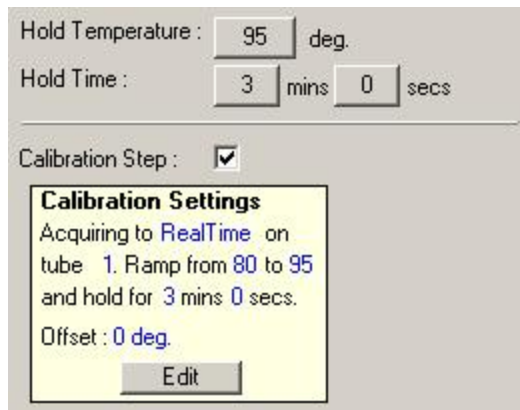 Hold Temperature : 95 deg.
Hold Time : 3 mins 0 secs
Calibration Step :
Calibration Settings
Acquiring to RealTime on
tube 1. Ramp from 80 to 95
and hold for 3 mins 0 secs.
Offset : 0 deg.
Edit